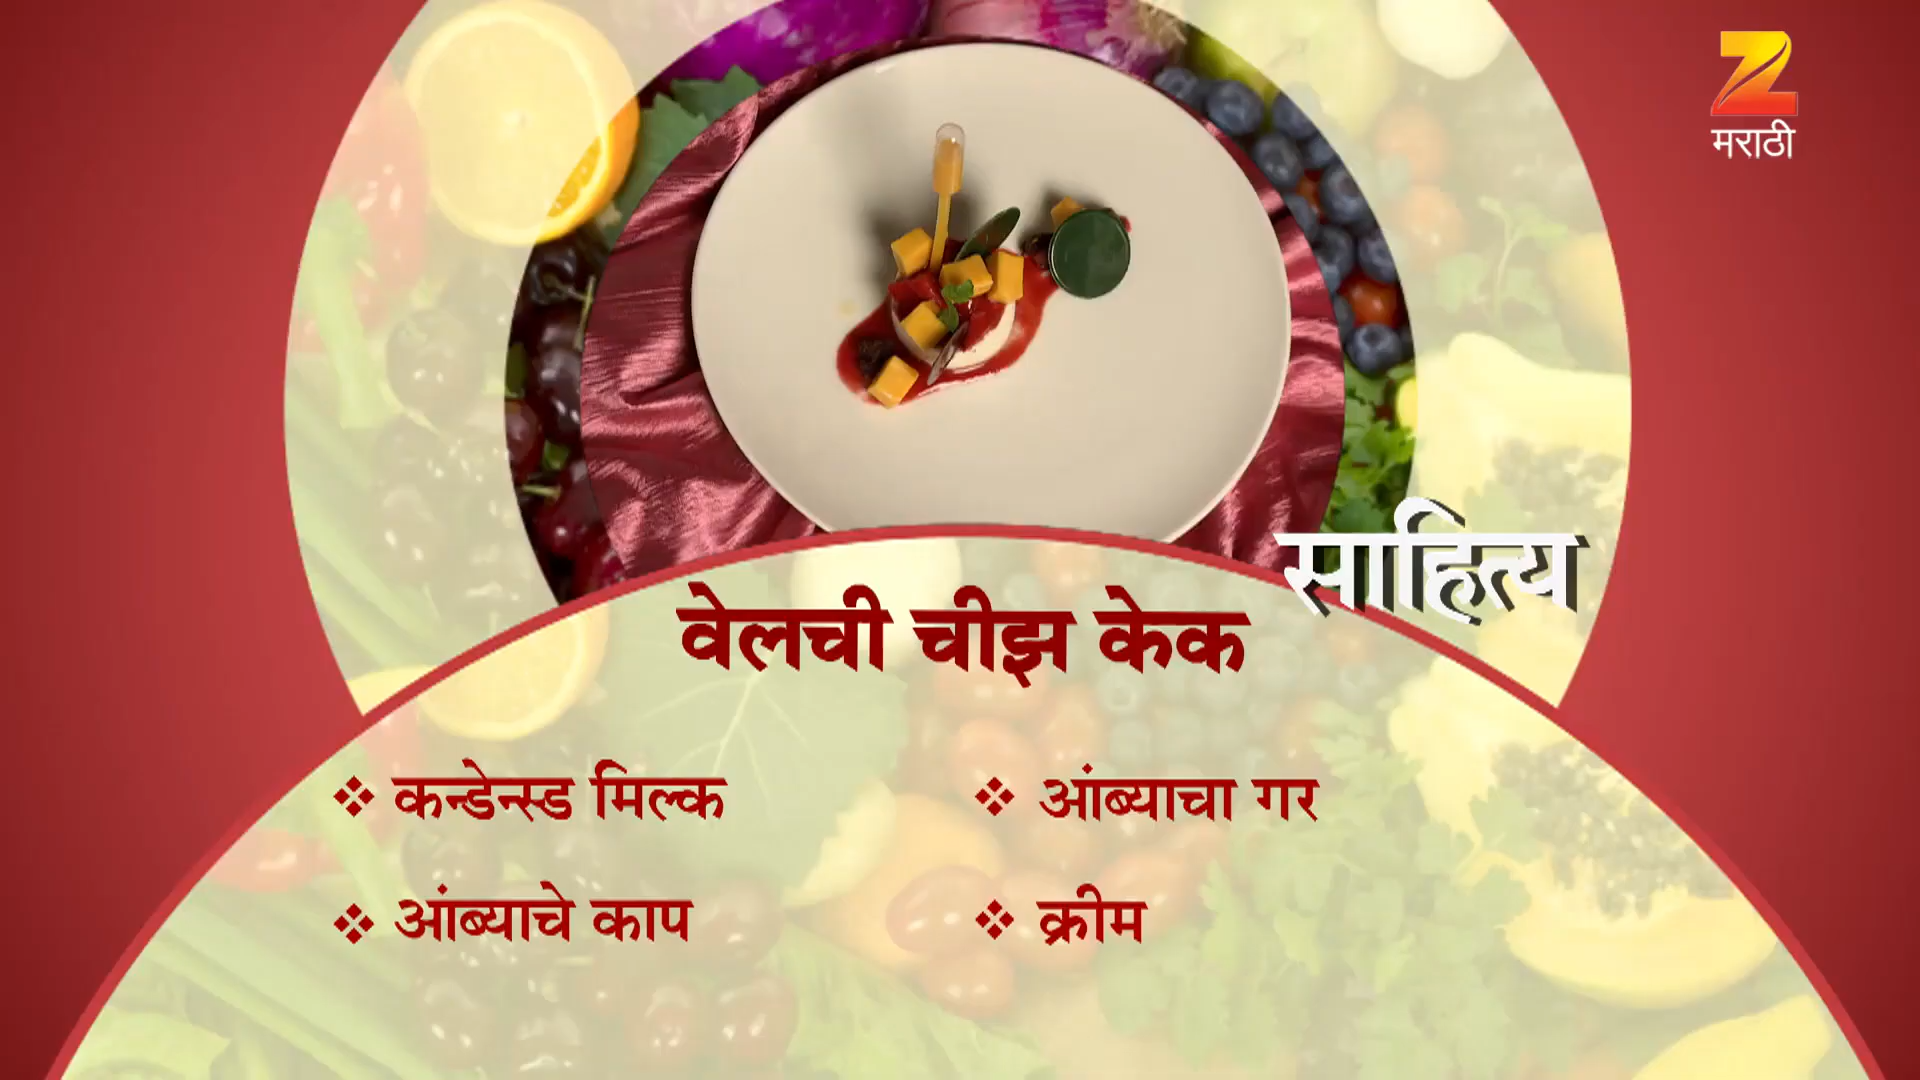 Z
मराठी
साहित्य
वेलची चीझ केक
❖ कन्डेन्स्ड मिल्क
❖ आंब्याचा गर
❖ आंब्याचे काप
❖ क्रीम